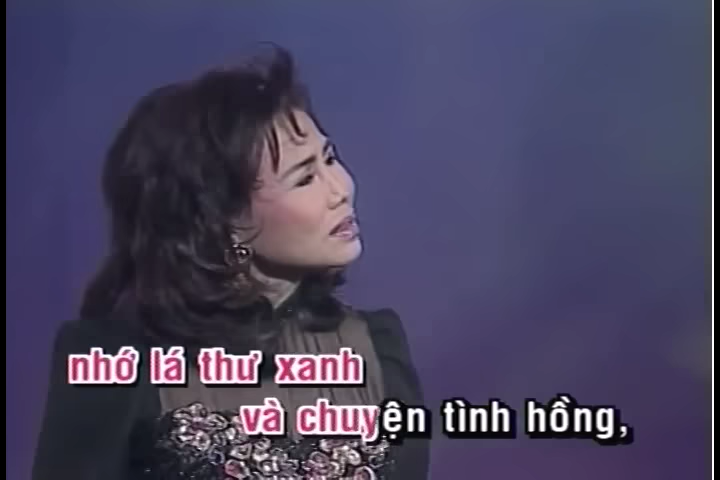 nhớ lá thư xanh
và chuyện tình hồng,